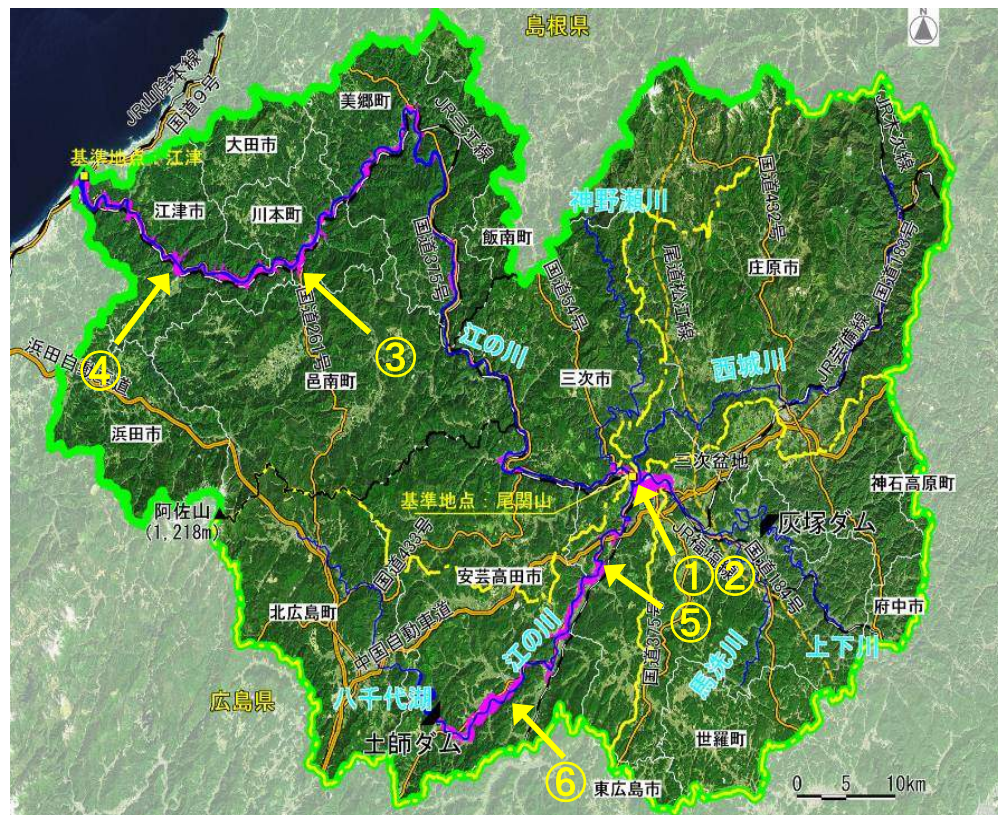 島根県
N
JR山陰本線
国道9号
美郷町
JR三江線
大田市
JR木次線
基準地点 江津
国道432号
神野瀬川
江津市
川本町
国道375号
飯南町
尾道松江線
庄原市
国道183号
国道54号
国道261号
江の川
④
③
西城川
JR芸備線
浜田自動車道
邑南町
三次市
浜田市
三次盆地
神石高原町
基準地点 尾関山
阿佐山
(1,218m)
灰塚ダム
国道433号
JR福塩線
①②
国道184号
安芸高田市
⑤
北広島町
中国自動車道
府中市
江の川
国道375号
馬洗川
上下川
広島県
八千代湖
土師ダム
世羅町
⑥
東広島市
0 5 10km